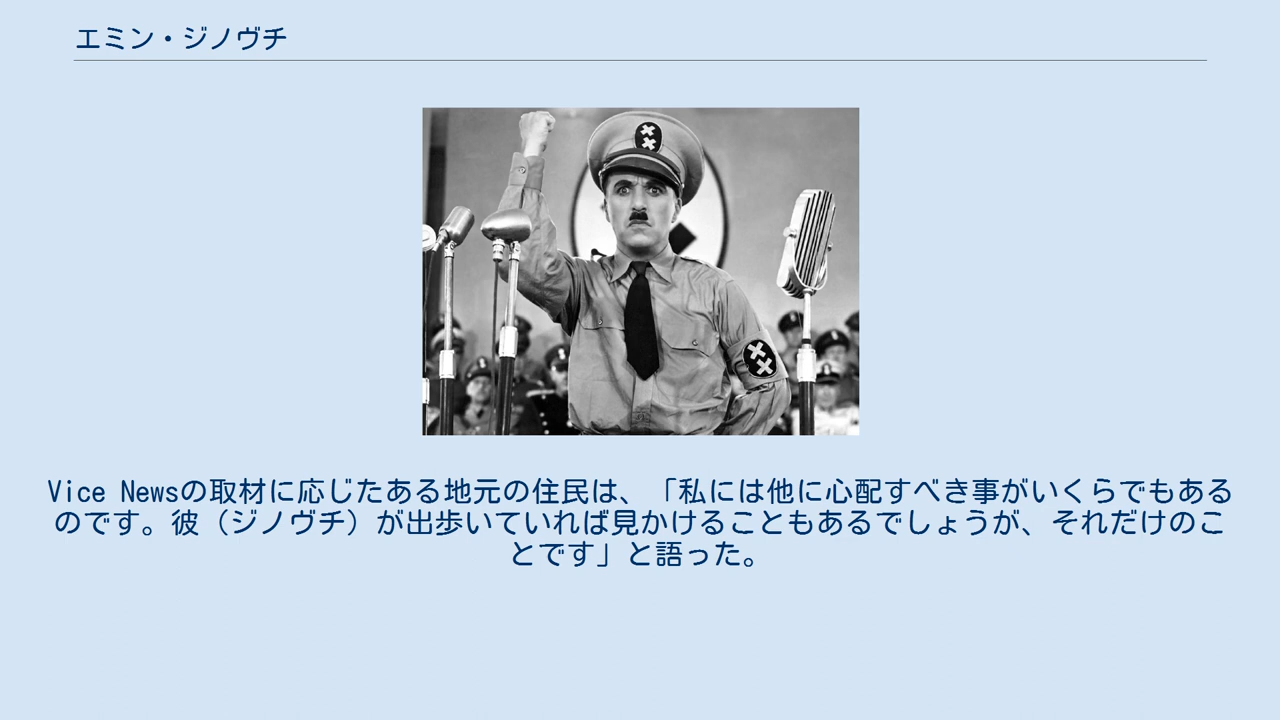 エミン・ジノヴチ
Vice Newsの取材に応じたある地元の住民は、「私には他に心配すべき事がいくらでもある
のです。彼（ジノヴチ）が出歩いていれば見かけることもあるでしょうが、それだけのこ
とです」と語った。